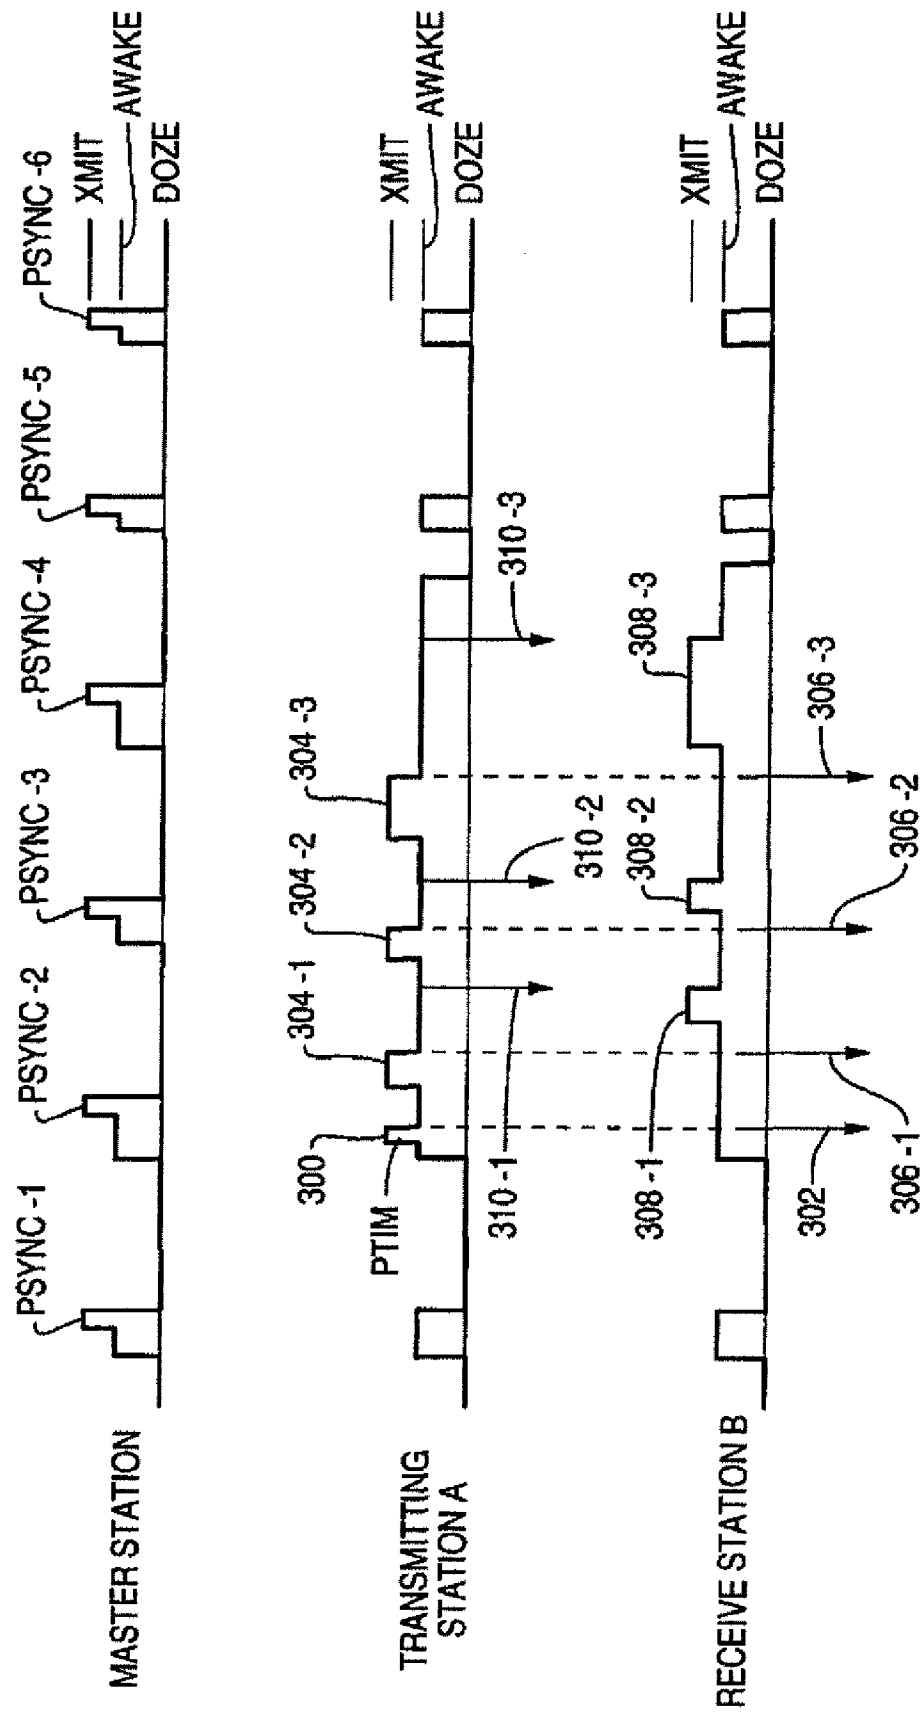 PSYNC-1
PSYNC-2
PSYNC-3
PSYNC-4
PSYNC-5
PSYNC-6
MASTER STATION
XMIT
AWAKE
DOZE
300
304-1
304-2
304-3
PTIM
TRANSMITTING
STATION A
XMIT
AWAKE
DOZE
310-1
310-2
310-3
308-1
308-2
308-3
RECEIVE STATION B
XMIT
AWAKE
DOZE
302
306-1
306-2
306-3